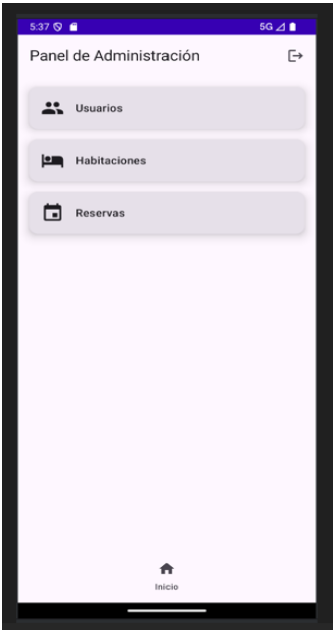 5:37
5G
Panel de Administración
Usuarios
Habitaciones
Reservas
Inicio